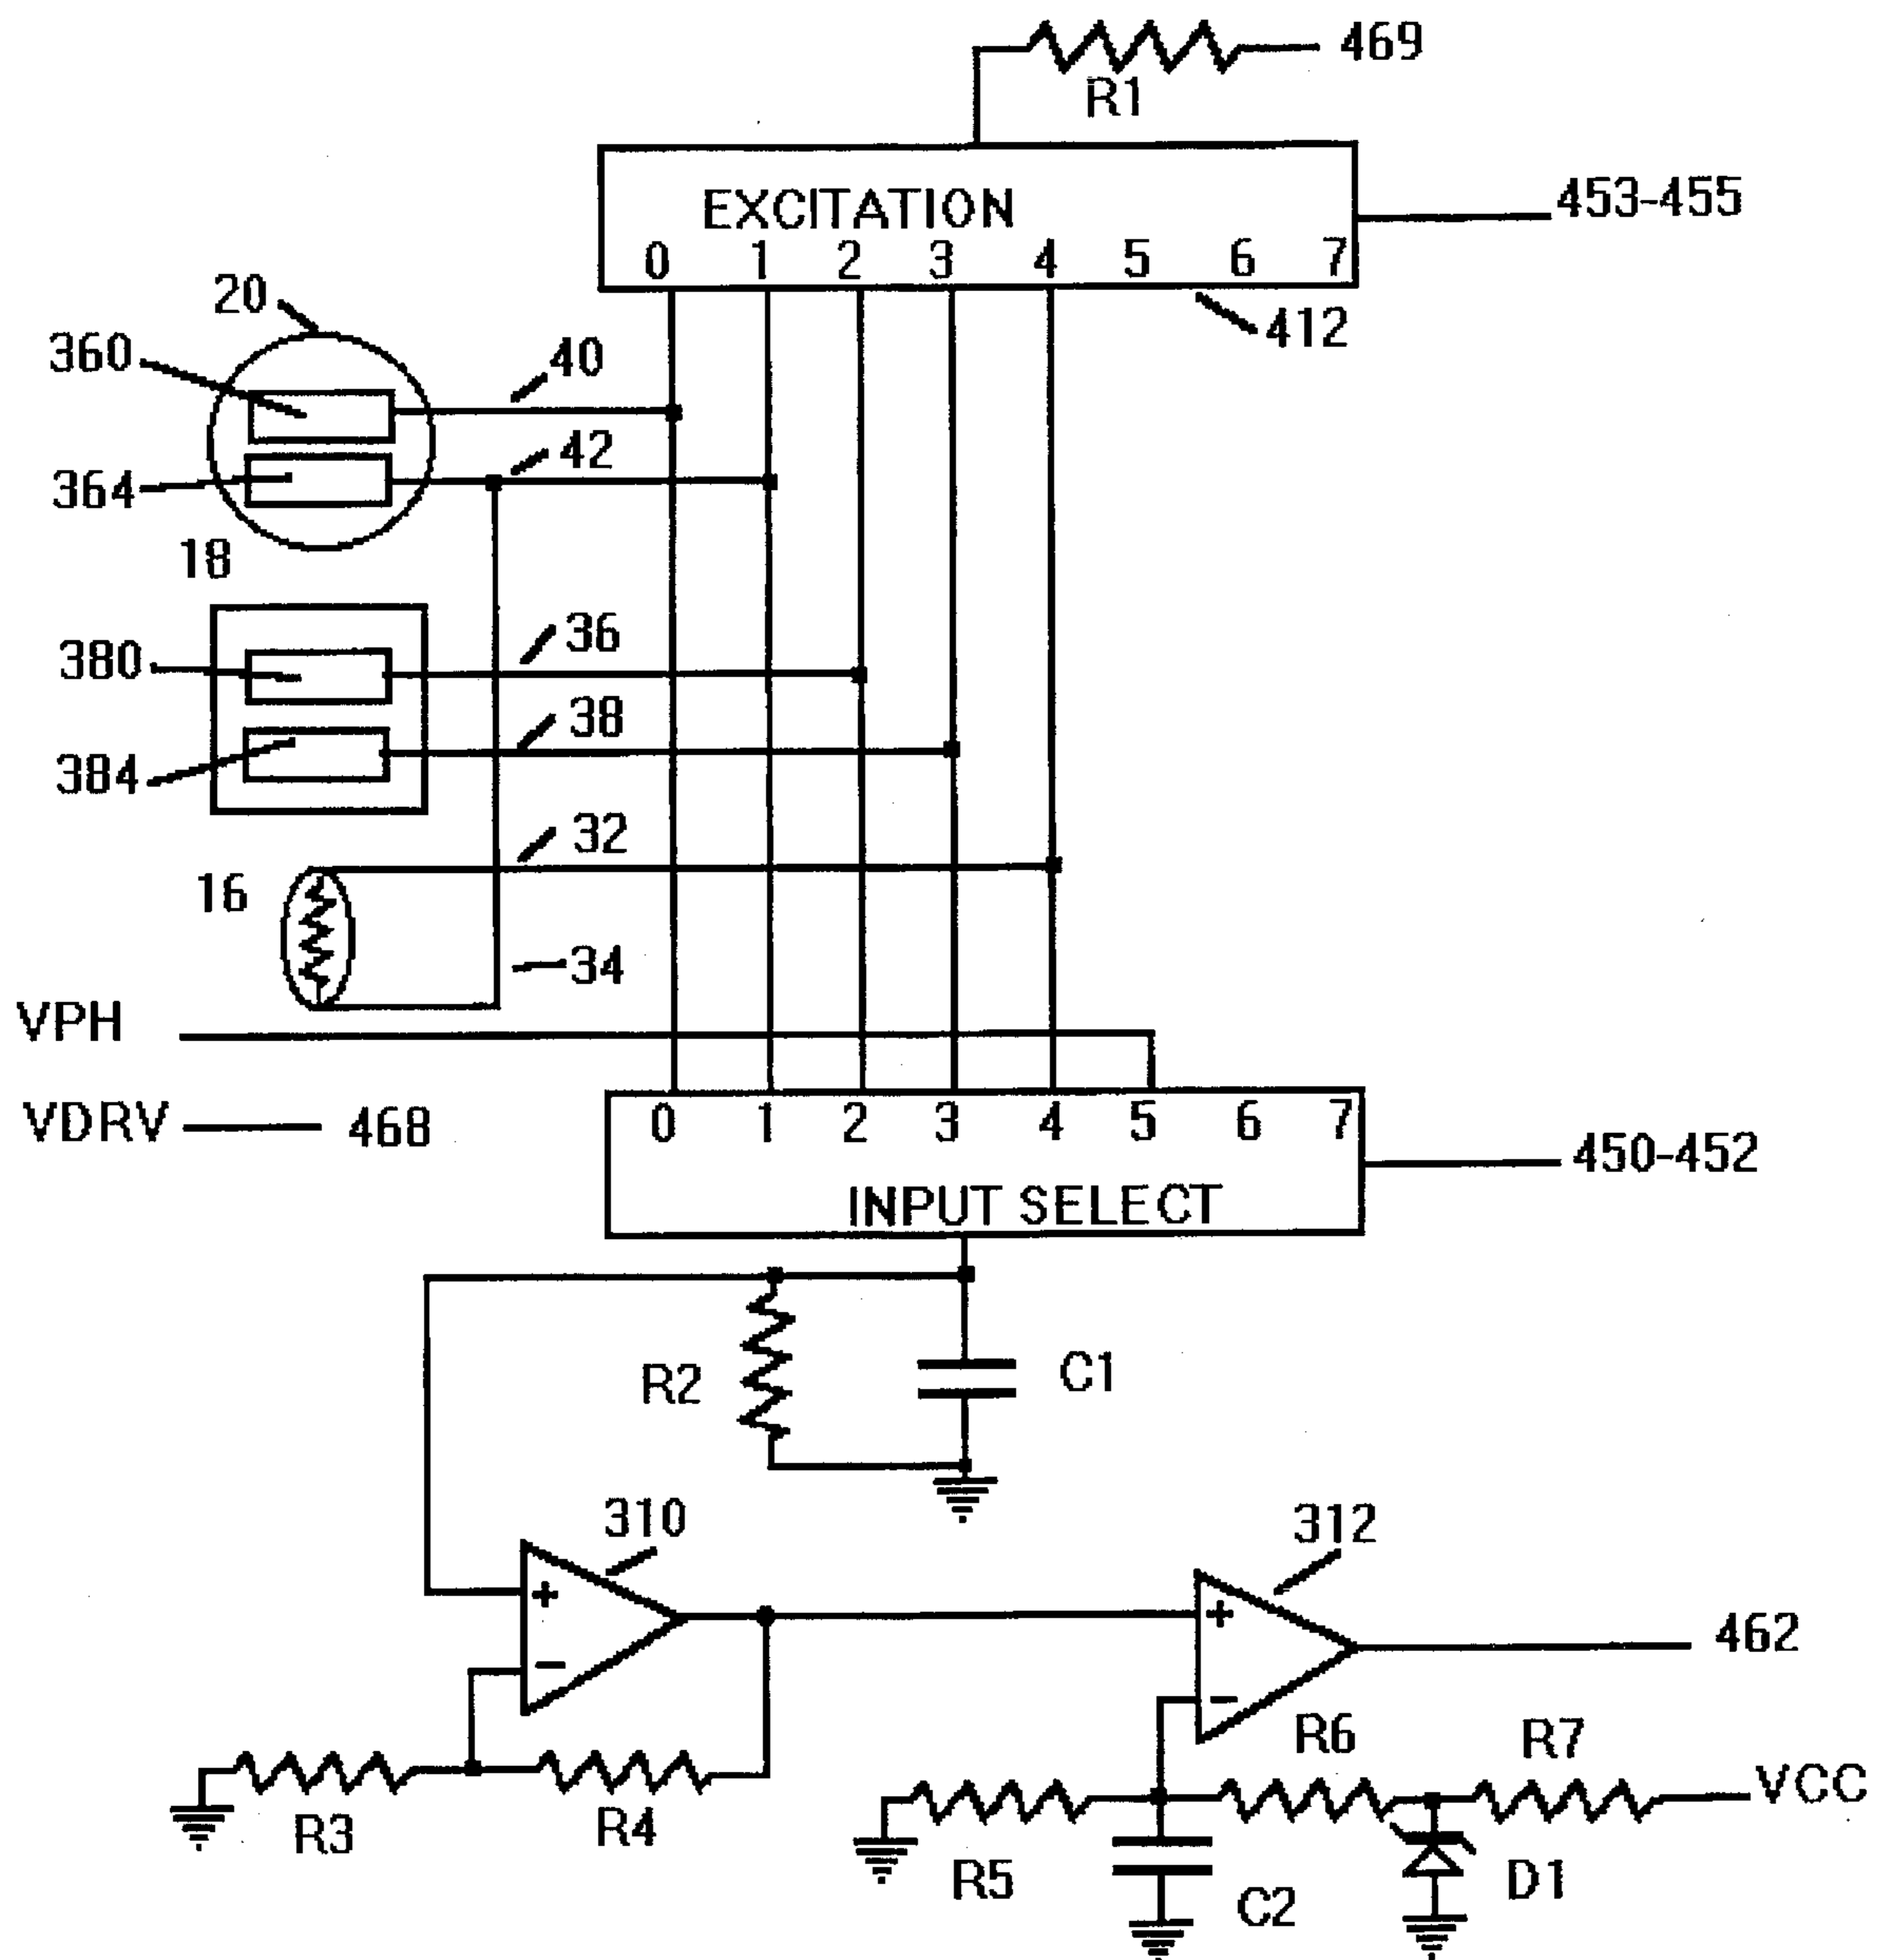 469
R1
EXCITATION
453-455
0 1 2 3 4 5 6 7
20
412
360
40
42
364
18
36
380
38
384
32
16
34
VPH
VDRV 468
0 1 2 3 4 5 6 7
450-452
INPUT SELECT
R2
C1
310
312
+
+
462
-
-
R6
R7
VCC
R3
R4
R5
C2
D1